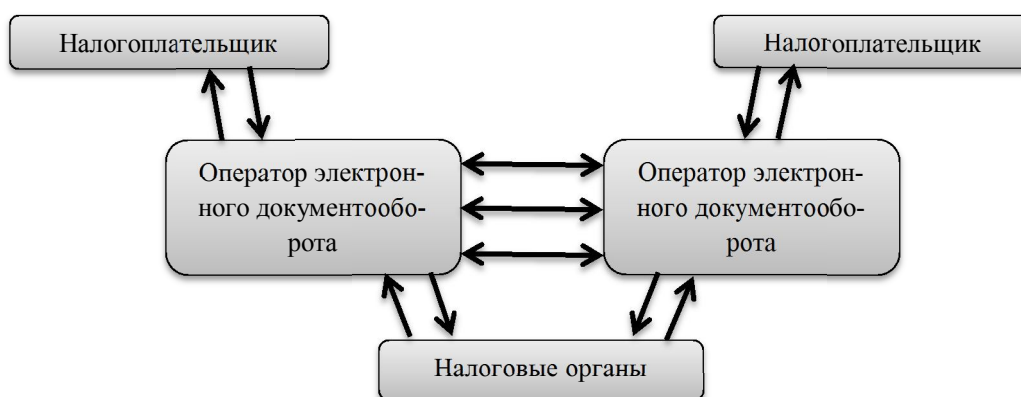 Налогоплательщик
Налогоплательщик
Оператор электрон-
ного документообо-
рота
Оператор электрон-
ного документообо-
рота
Налоговые органы